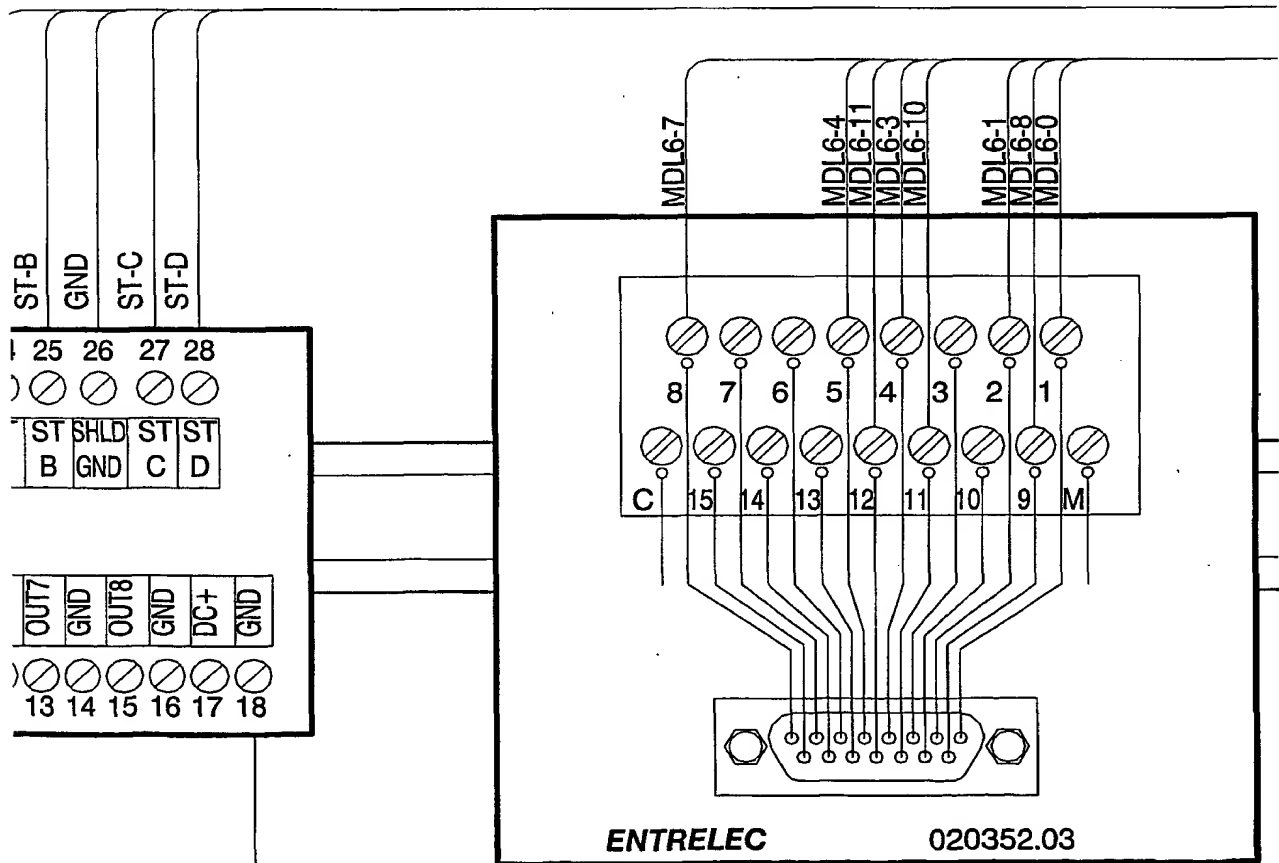 MDL6-7
MDL6-4
MDL6-11
MDL6-3
MDL6-10
MDL6-1
MDL6-8
MDL6-0
ST-B
GND
ST-C
ST-D
25 26 27 28
ST B
SHLD GND
ST C
ST D
8 7 6 5 4 3 2 1
C 15 14 13 12 11 10 9 M
OUT7
GND
OUT8
GND
DC+
GND
13 14 15 16 17 18
ENTRELEC 020352.03